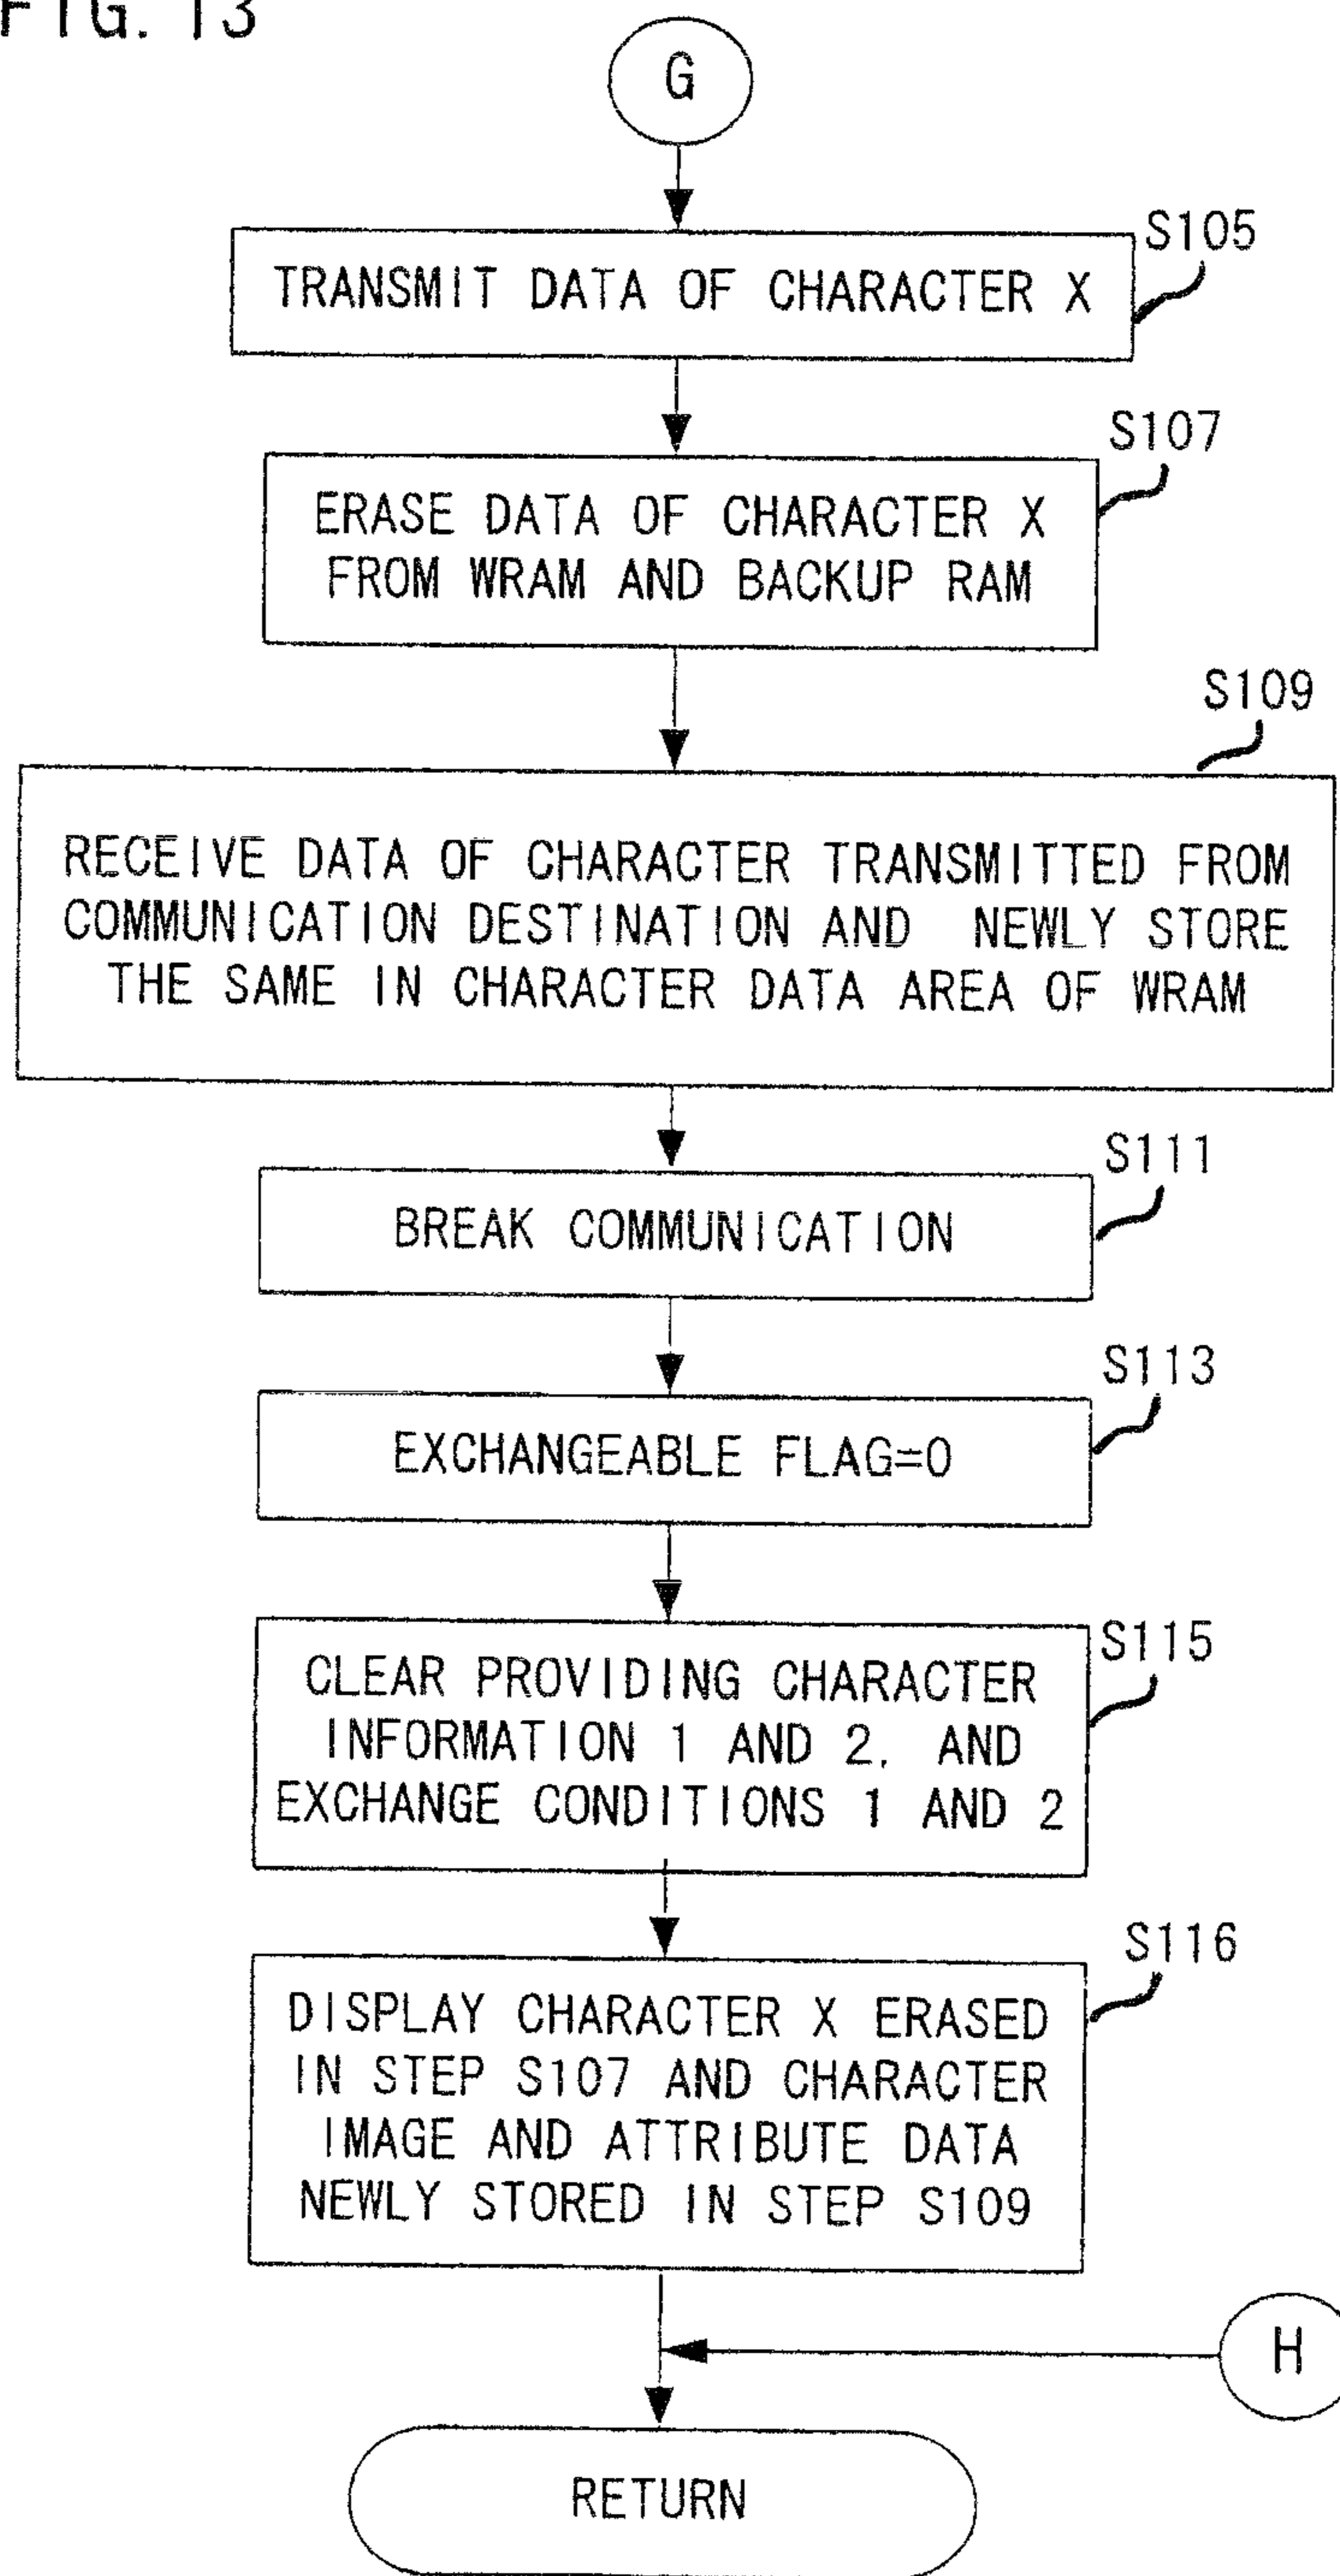 FIG. 13
G
S105
TRANSMIT DATA OF CHARACTER X
S107
ERASE DATA OF CHARACTER X
FROM WRAM AND BACKUP RAM
S109
RECEIVE DATA OF CHARACTER TRANSMITTED FROM
COMMUNICATION DESTINATION AND NEWLY STORE
THE SAME IN CHARACTER DATA AREA OF WRAM
S111
BREAK COMMUNICATION
S113
EXCHANGEABLE FLAG=0
S115
CLEAR PROVIDING CHARACTER
INFORMATION 1 AND 2, AND
EXCHANGE CONDITIONS 1 AND 2
S116
DISPLAY CHARACTER X ERASED
IN STEP S107 AND CHARACTER
IMAGE AND ATTRIBUTE DATA
NEWLY STORED IN STEP S109
H
RETURN